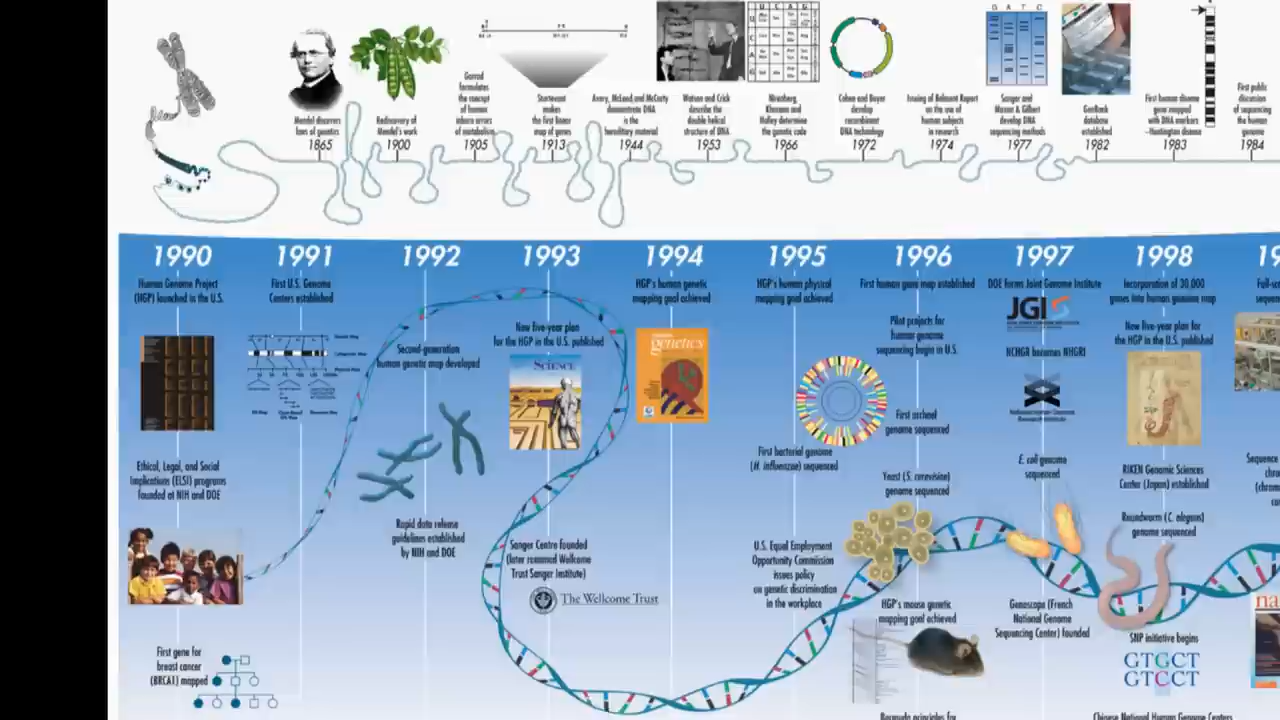 G A T C
U C A G
Garrod
formulates
the concept
of human
inborn errors
of metabolism
Mendel discovers
laws of genetics
Rediscovery of
Mendel's work
Sturtevant
makes
the first linear
map of genes
Avery, McLeod, and McCarty
demonstrate DNA
is the
hereditary material
Watson and Crick
describe the
double helical
structure of DNA
Nirenberg,
Khorana and
Holley determine
the genetic code
Cohen and Boyer
develop
recombinant
DNA technology
Issuing of Belmont Report
on the use of
human subjects
in research
Sanger and
Maxam & Gilbert
develop DNA
sequencing methods
GenBank
database
established
First human disease
gene mapped
with DNA markers
–Huntington disease
First public
discussion
of sequencing
the human
genome
1865 1900 1905 1913 1944 1953 1966 1972 1974 1977 1982 1983 1984
1990 1991 1992 1993 1994 1995 1996 1997 1998
Human Genome Project
(HGP) launched in the U.S.
Ethical, Legal, and Social
Implications (ELSI) programs
founded at NIH and DOE
First gene for
breast cancer
(BRCA1) mapped
First U.S. Genome
Centers established
Second-generation
human genetic map developed
Rapid data release
guidelines established
by NIH and DOE
New five-year plan
for the HGP in the U.S. published
SCIENCE
Sanger Centre founded
(later renamed Wellcome
Trust Sanger Institute)
The Wellcome Trust
HGP's human genetic
mapping goal achieved
genetics
HGP's human physical
mapping goal achieved
First bacterial genome
(H. influenzae) sequenced
U.S. Equal Employment
Opportunity Commission
issues policy
on genetic discrimination
in the workplace
First human gene map established
Pilot projects for
human genome
sequencing begin in U.S.
First archeal
genome sequenced
Yeast (S. cerevisiae)
genome sequenced
HGP's mouse genetic
mapping goal achieved
Bermuda principles for
DOE forms Joint Genome Institute
JGI
NCHGR becomes NHGRI
E. coli genome
sequenced
Genoscope (French
National Genome
Sequencing Center) founded
Incorporation of 30,000
genes into human genome map
New five-year plan for
the HGP in the U.S. published
RIKEN Genomic Sciences
Center (Japan) established
Roundworm (C. elegans)
genome sequenced
SNP initiative begins
GTGCT
GTCCT
Chinese National Human Genome Centers